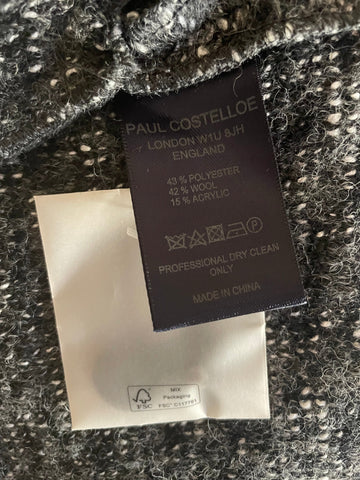 PAUL COSTELLOE
LONDON W1U 8JH
ENGLAND
43 % POLYESTER
42 % WOOL
15 % ACRYLIC
PROFESSIONAL DRY CLEAN
ONLY
MADE IN CHINA
MIX
Packaging
FSC